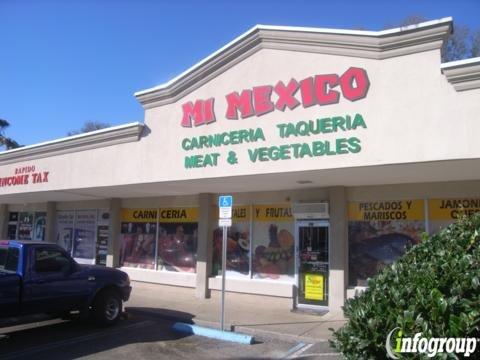 MI MEXICO
CARNICERIA TAQUERIA
MEAT & VEGETABLES
RAPIDO
INCOME TAX
CARNICERIA
Y FRUTAS
PESCADOS Y
MARISCOS
infogroup